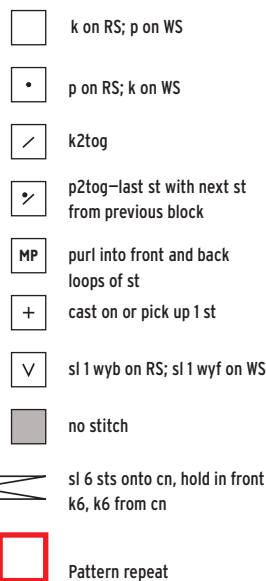 k on RS; p on WS
p on RS; k on WS
k2tog
p2tog—last st with next st
from previous block
MP purl into front and back
loops of st
cast on or pick up 1 st
sl 1 wyb on RS; sl 1 wyf on WS
no stitch
sl 6 sts onto cn, hold in front
k6, k6 from cn
Pattern repeat